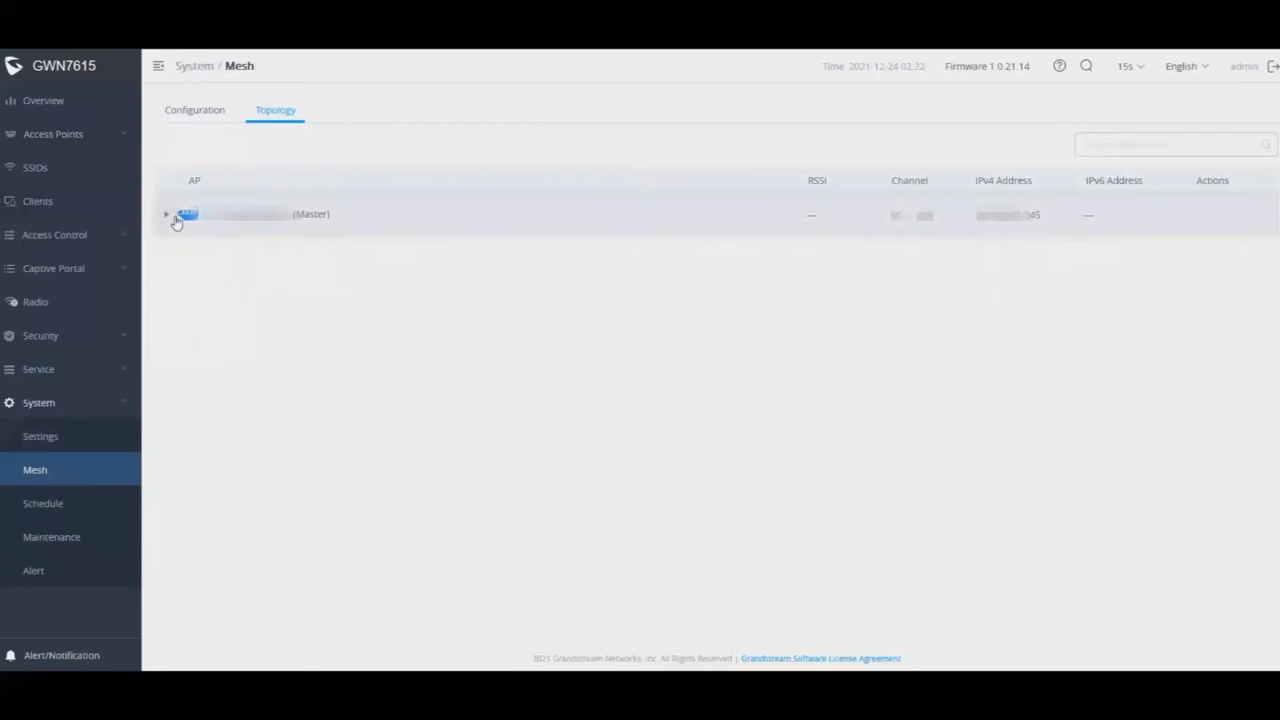 GWN7615
System / Mesh
Time 2021-12-24 02:22
Firmware 1.0.21.14
15s
English
admin
Overview
Access Points
SSIDs
Clients
Access Control
Captive Portal
Radio
Security
Service
System
Settings
Mesh
Schedule
Maintenance
Alert
Alert/Notification
Configuration
Topology
AP
RSSI
Channel
IPv4 Address
IPv6 Address
Actions
(Master)
—
45
—
2021 Grandstream Networks, Inc. All Rights Reserved | Grandstream Software License Agreement